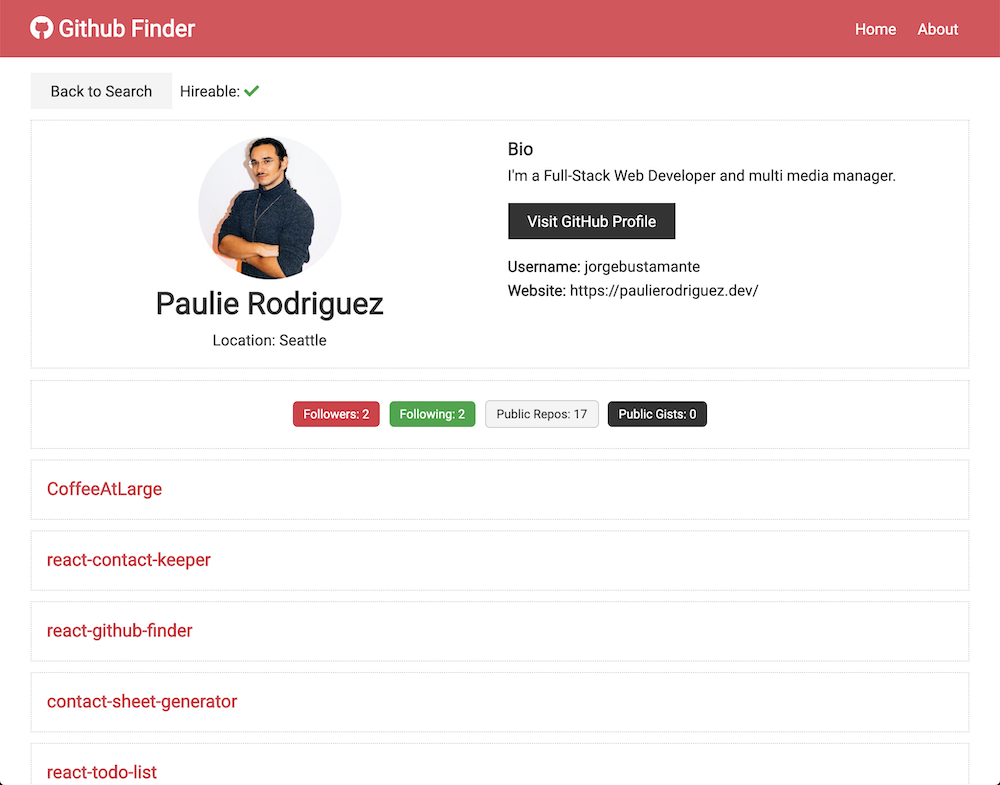 Github Finder
Home
About
Back to Search
Hireable:
Paulie Rodriguez
Location: Seattle
Bio
I'm a Full-Stack Web Developer and multi media manager.
Visit GitHub Profile
Username: jorgebustamante
Website: https://paulierodriguez.dev/
Followers: 2
Following: 2
Public Repos: 17
Public Gists: 0
CoffeeAtLarge
react-contact-keeper
react-github-finder
contact-sheet-generator
react-todo-list